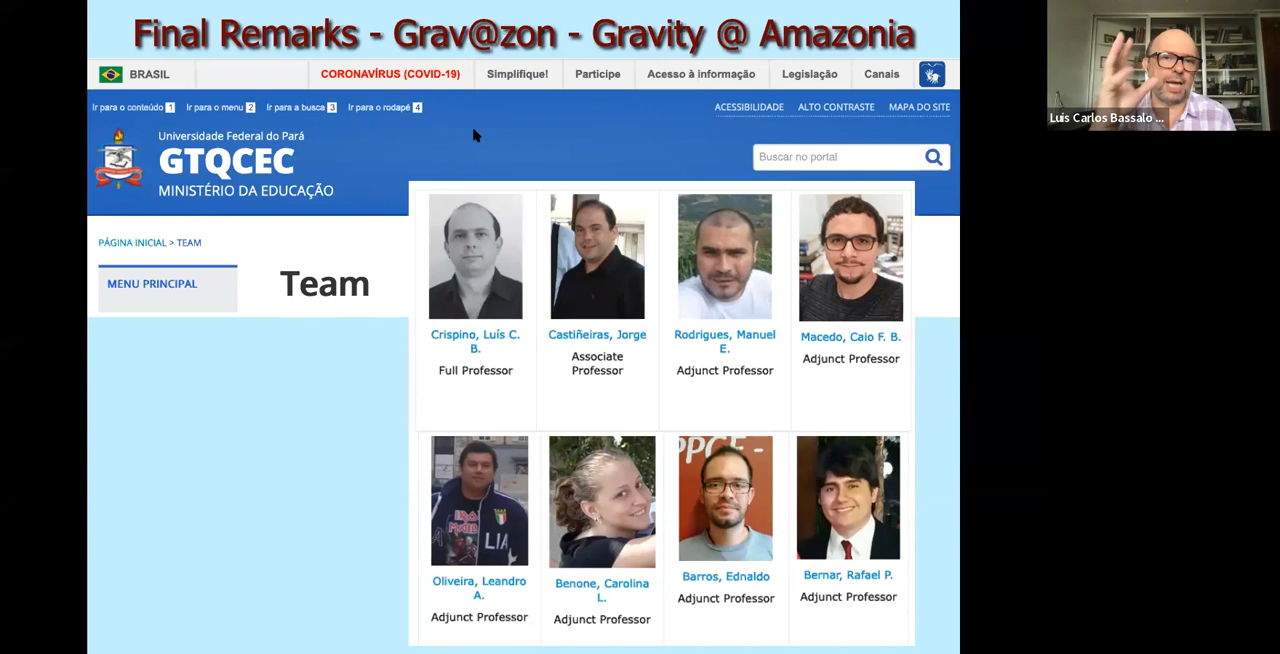 Final Remarks - Grav@zon - Gravity @ Amazonia
BRASIL
CORONAVÍRUS (COVID-19)
Simplifique!
Participe
Acesso à informação
Legislação
Canais
Ir para o conteúdo 1
Ir para o menu 2
Ir para a busca 3
Ir para o rodapé 4
ACESSIBILIDADE
ALTO CONTRASTE
MAPA DO SITE
Universidade Federal do Pará
GTQCEC
MINISTÉRIO DA EDUCAÇÃO
Buscar no portal
Luis Carlos Bassalo ...
PÁGINA INICIAL > TEAM
MENU PRINCIPAL
Team
Crispino, Luís C.
B.
Full Professor
Castiñeiras, Jorge
Associate
Professor
Rodrigues, Manuel
E.
Adjunct Professor
Macedo, Caio F. B.
Adjunct Professor
IRON
MAIDEN
LIA
PPGF -
Oliveira, Leandro
A.
Adjunct Professor
Benone, Carolina
L.
Adjunct Professor
Barros, Ednaldo
Adjunct Professor
Bernar, Rafael P.
Adjunct Professor